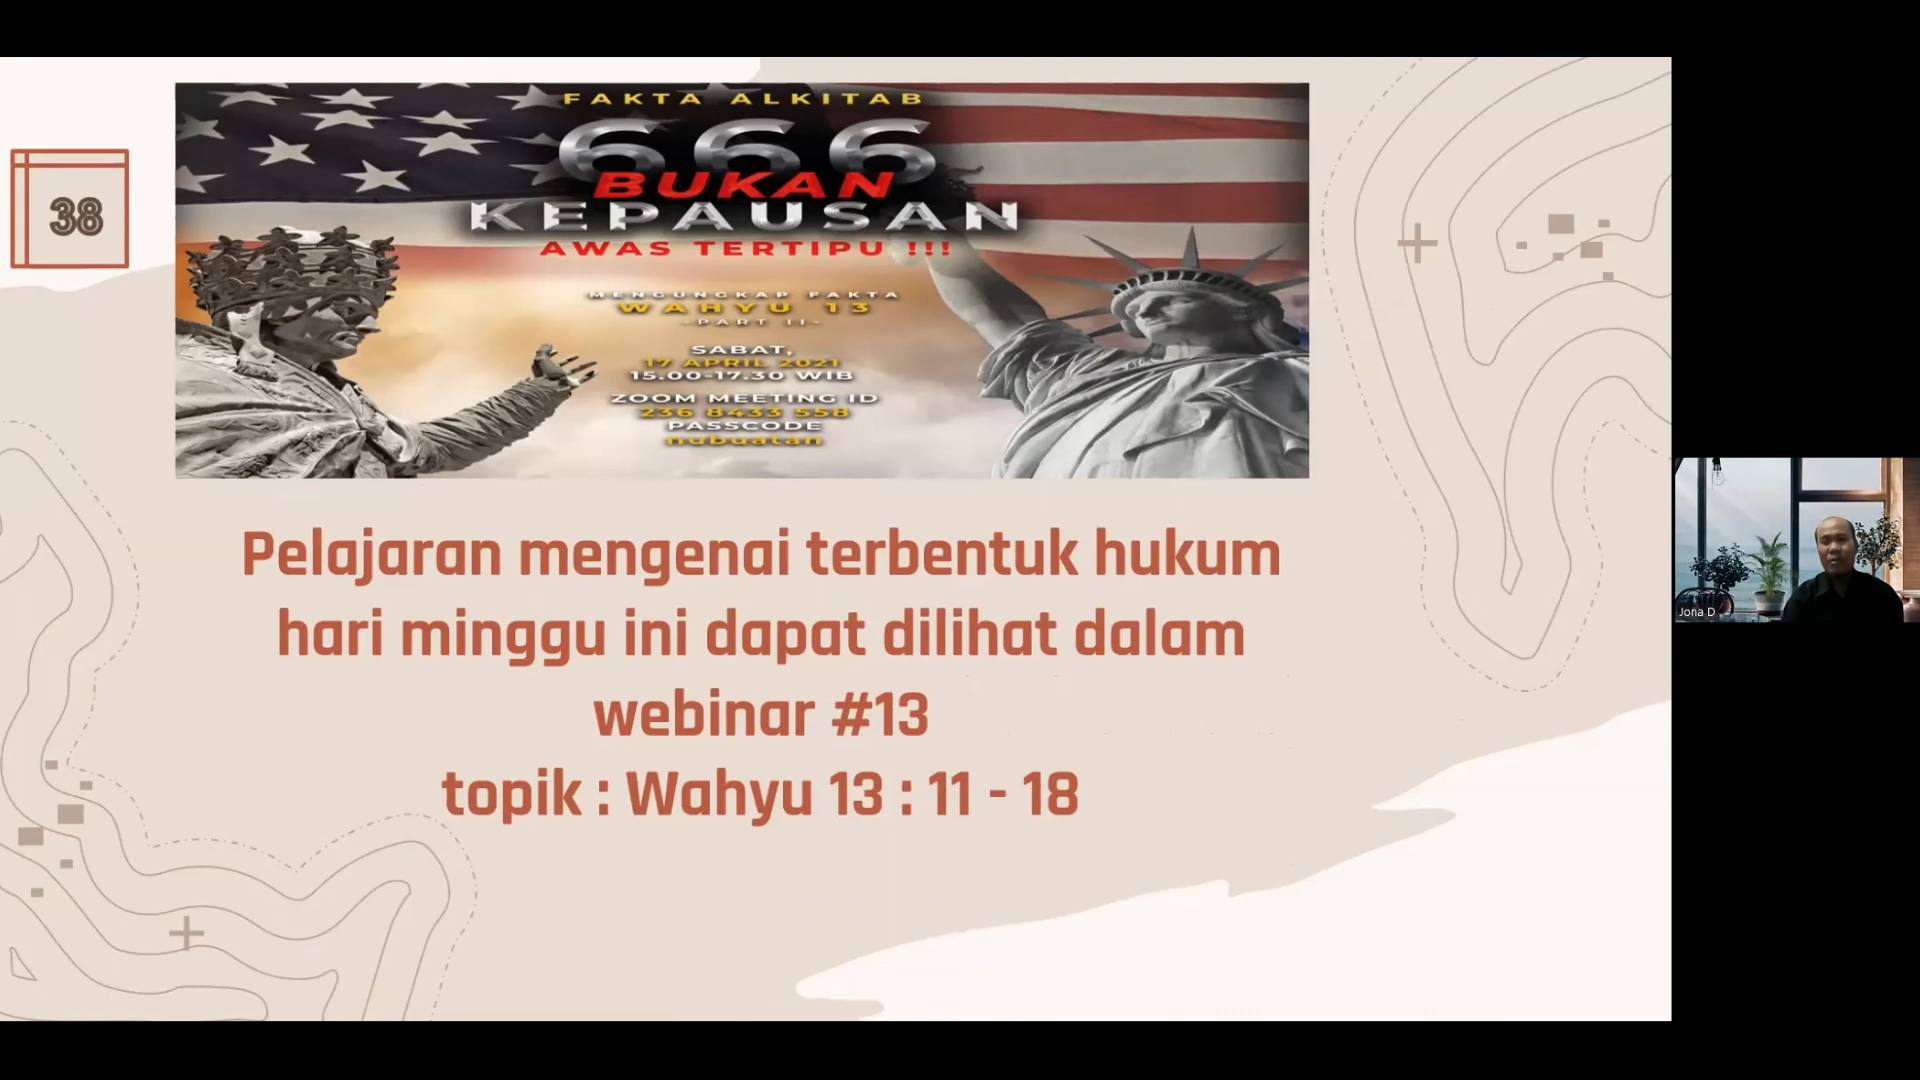 38
FAKTA ALKITAB
666
BUKAN
KEPAUSAN
AWAS TERTIPU !!!
MENGUNGKAP FAKTA
WAHYU 13
-PART II-
SABAT,
17 APRIL 2021
15.00-17.30 WIB
ZOOM MEETING ID
236 8433 558
PASSCODE
nubuatan
Pelajaran mengenai terbentuk hukum
hari minggu ini dapat dilihat dalam
webinar #13
topik : Wahyu 13 : 11 - 18
Jona D